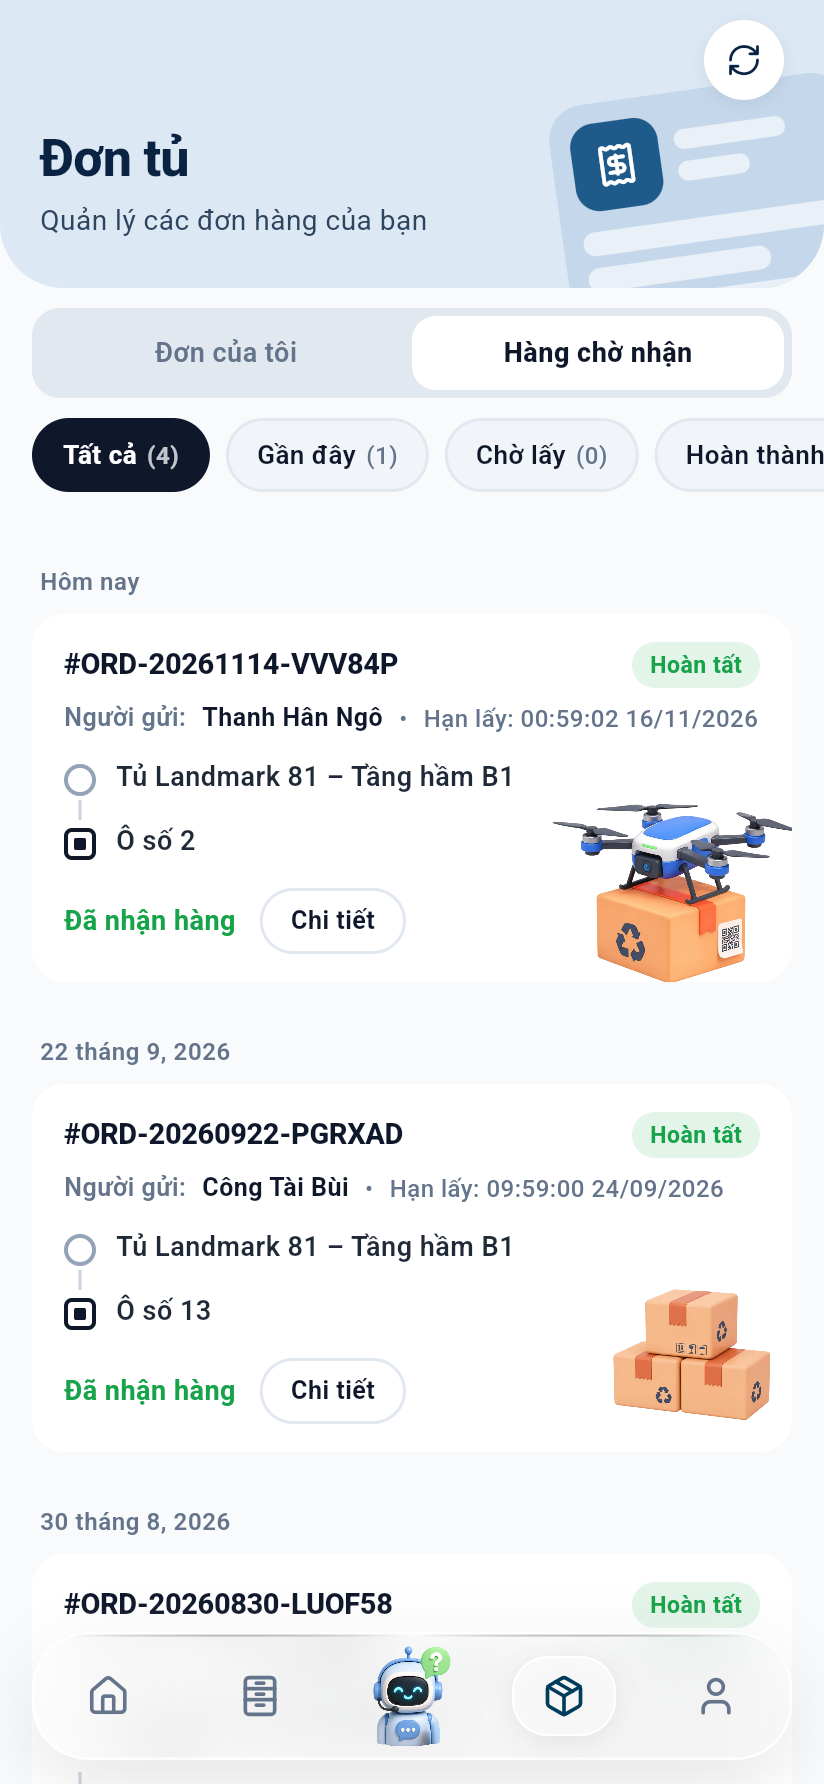 Đơn tủ
Quản lý các đơn hàng của bạn
Đơn của tôi
Hàng chờ nhận
Tất cả (4)
Gần đây (1)
Chờ lấy (0)
Hoàn thành
Hôm nay
#ORD-20261114-VVV84P
Hoàn tất
Người gửi: Thanh Hân Ngô • Hạn lấy: 00:59:02 16/11/2026
Tủ Landmark 81 – Tầng hầm B1
Ô số 2
Đã nhận hàng
Chi tiết
22 tháng 9, 2026
#ORD-20260922-PGRXAD
Hoàn tất
Người gửi: Công Tài Bùi • Hạn lấy: 09:59:00 24/09/2026
Tủ Landmark 81 – Tầng hầm B1
Ô số 13
Đã nhận hàng
Chi tiết
30 tháng 8, 2026
#ORD-20260830-LUOF58
Hoàn tất